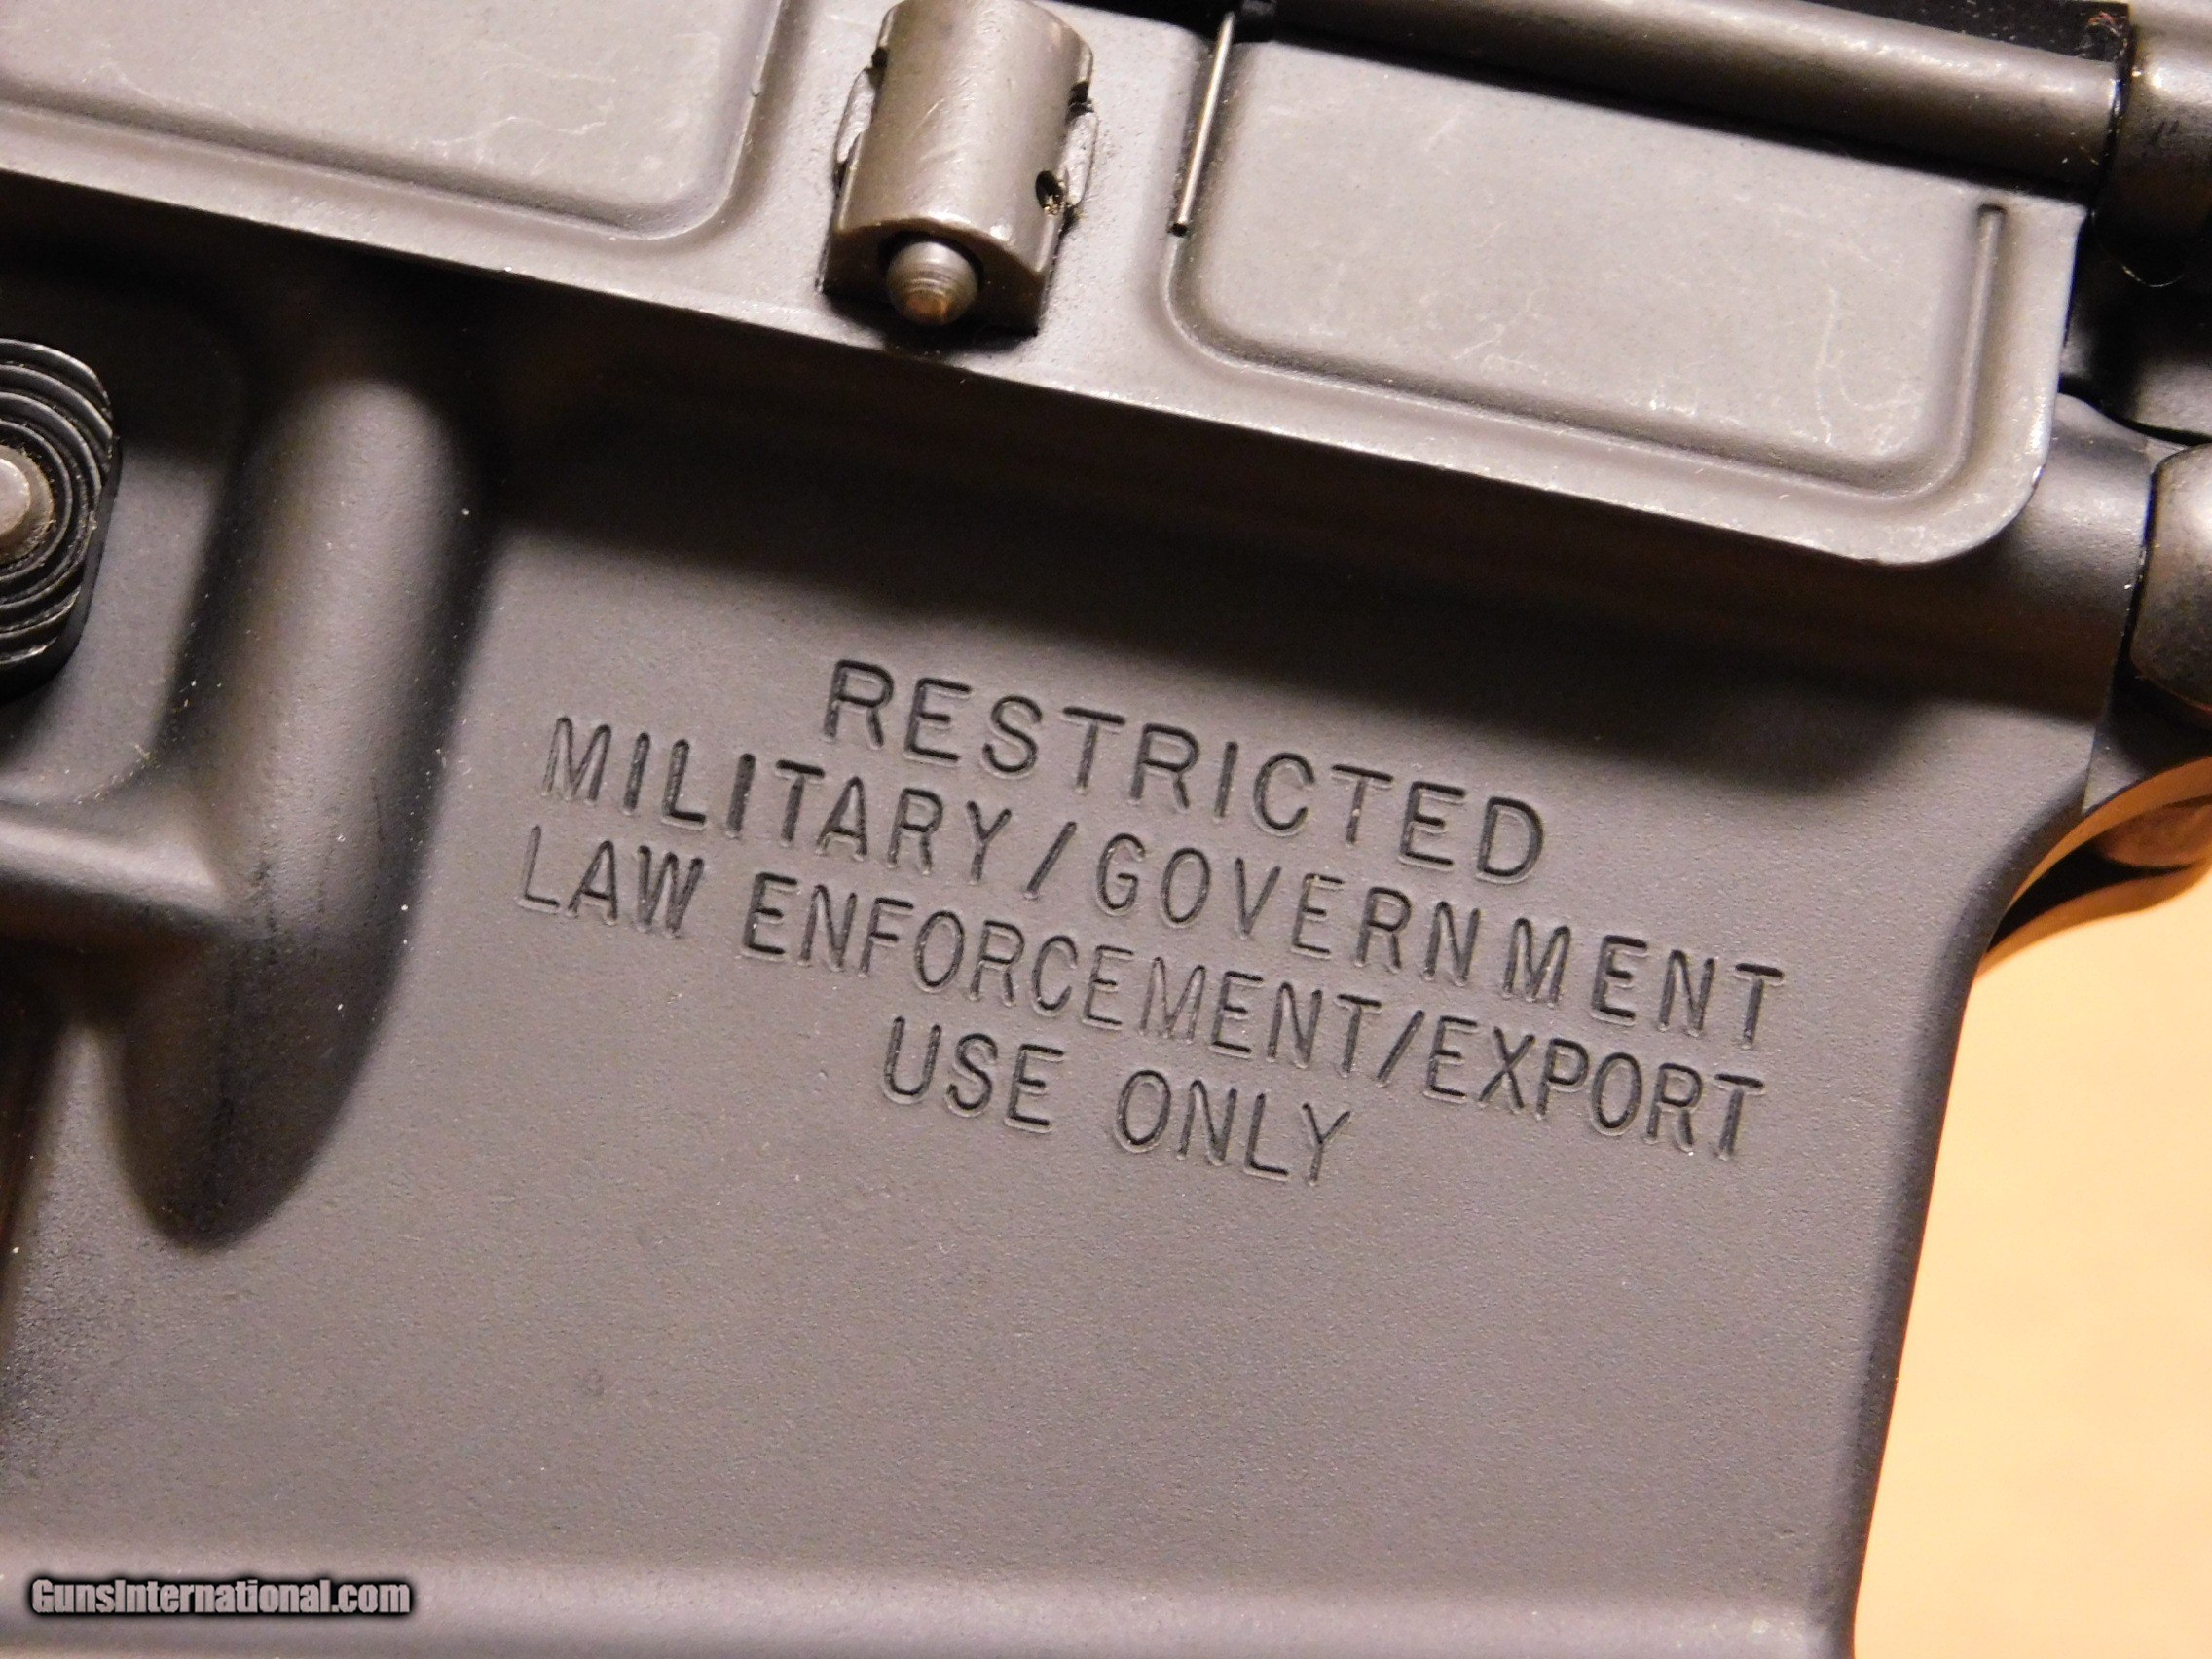 RESTRICTED
MILITARY/GOVERNMENT
LAW ENFORCEMENT/EXPORT
USE ONLY
GunsInternational.com